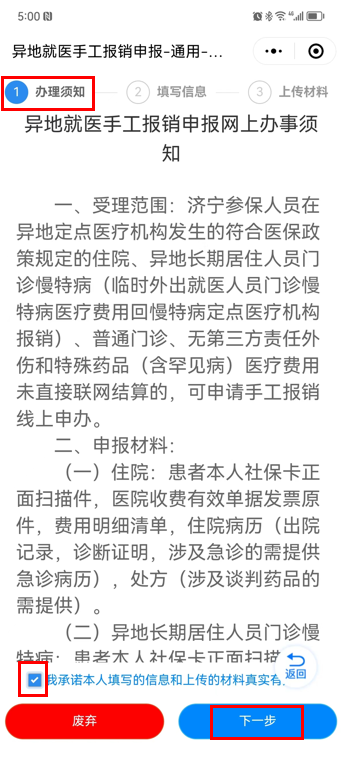 5:00
异地就医手工报销申报-通用-...
1 办理须知 2 填写信息 3 上传材料
异地就医手工报销申报网上办事须
知
一、受理范围：济宁参保人员在
异地定点医疗机构发生的符合医保政
策规定的住院、异地长期居住人员门
诊慢特病（临时外出就医人员门诊慢
特病医疗费用回慢特病定点医疗机构
报销）、普通门诊、无第三方责任外
伤和特殊药品（含罕见病）医疗费用
未直接联网结算的，可申请手工报销
线上申办。
二、申报材料：
（一）住院：患者本人社保卡正
面扫描件，医院收费有效单据发票原
件，费用明细清单，住院病历（出院
记录，诊断证明，涉及急诊的需提供
急诊病历），处方（涉及谈判药品的
需提供）。
（二）异地长期居住人员门诊慢
特病：患者本人社保卡正面扫描
返回
我承诺本人填写的信息和上传的材料真实有
废弃
下一步